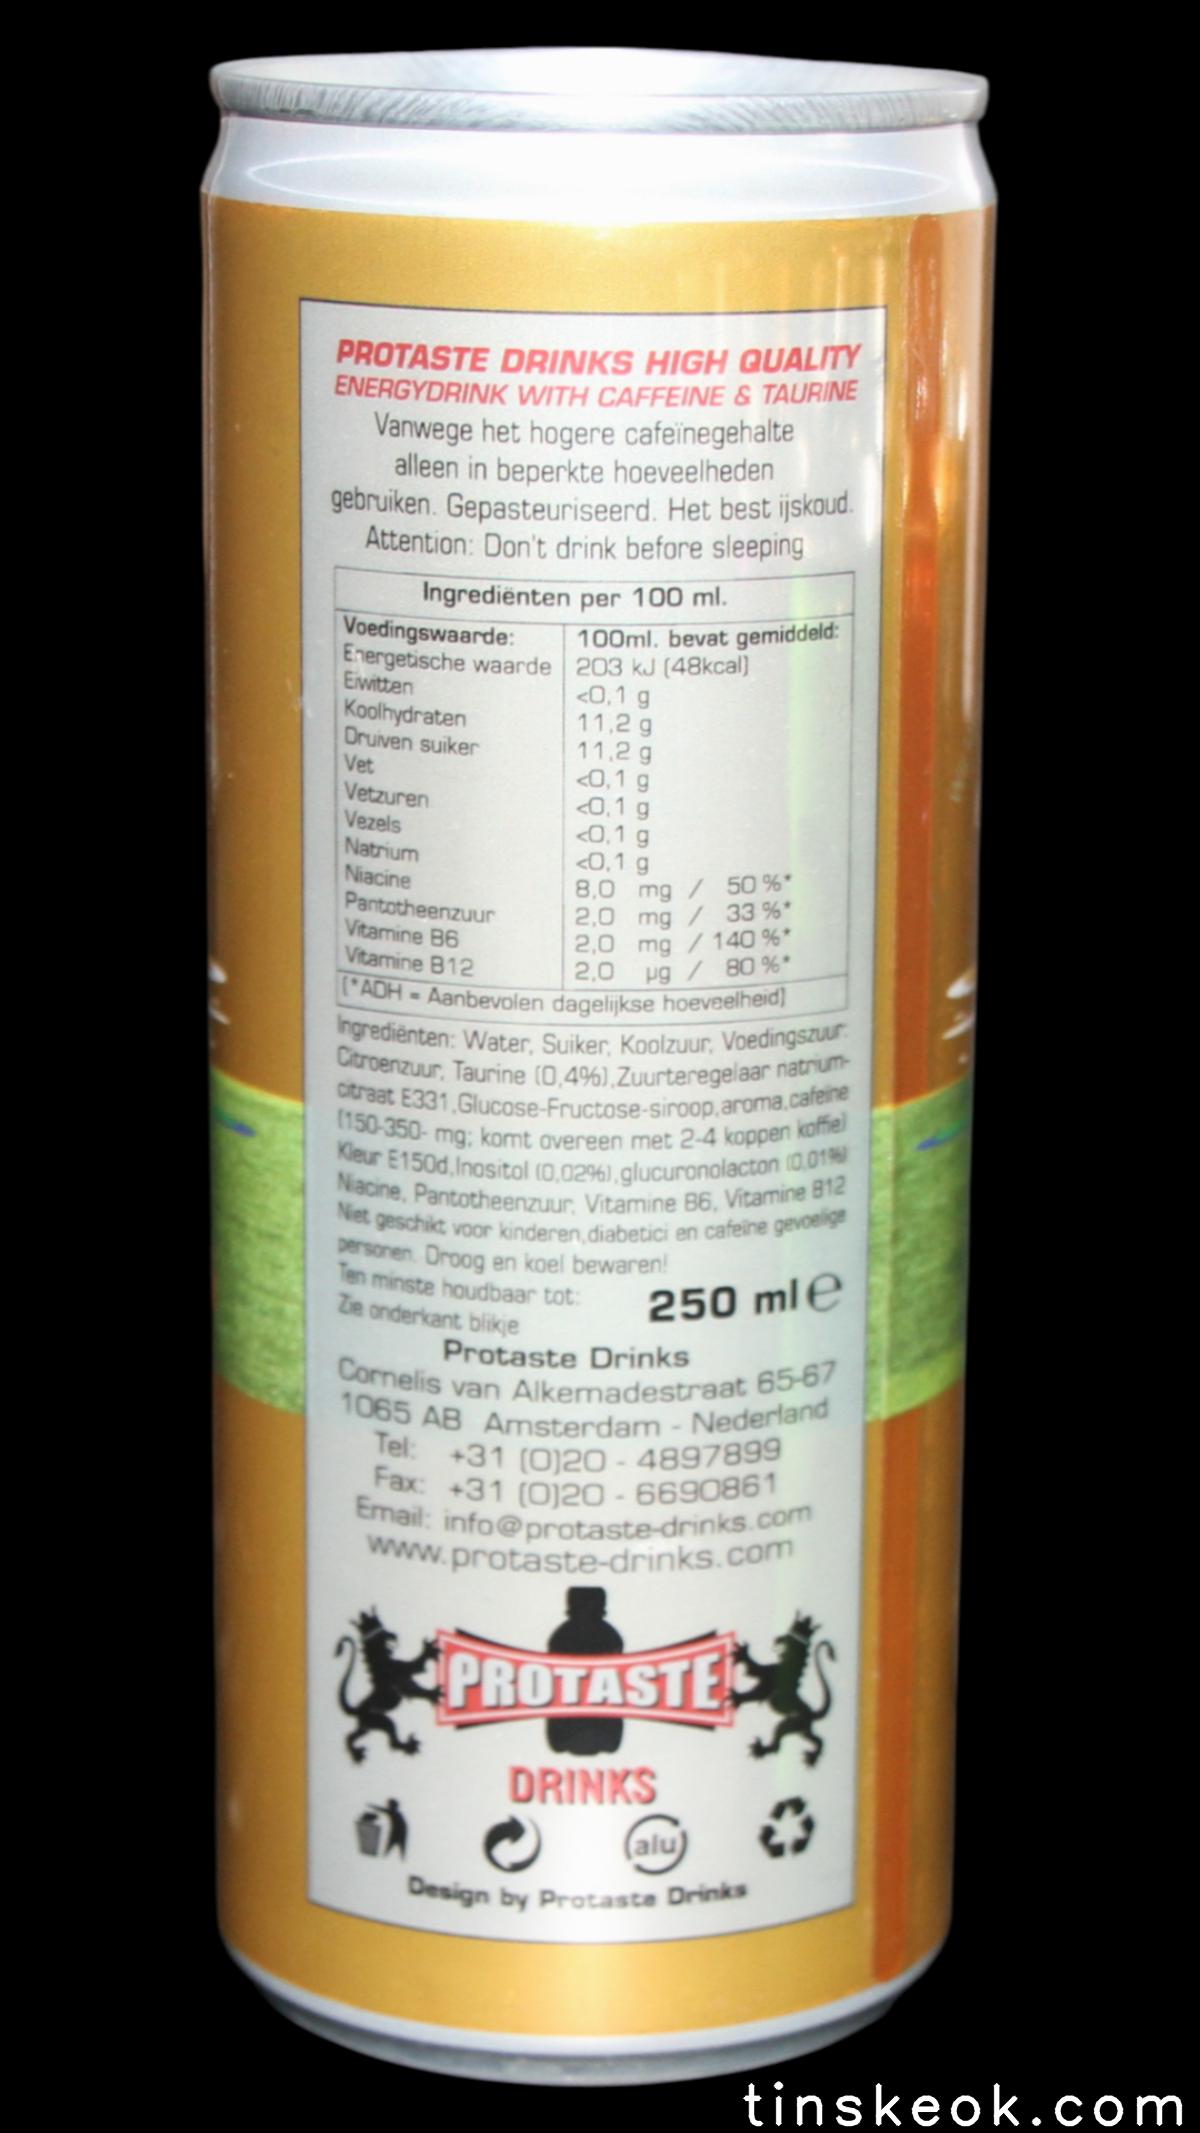 PROTASTE DRINKS HIGH QUALITY
ENERGYDRINK WITH CAFFEINE & TAURINE
Vanwege het hogere cafeïnegehalte
alleen in beperkte hoeveelheden
gebruiken. Gepasteuriseerd. Het best ijskoud.
Attention: Don't drink before sleeping
Ingrediënten per 100 ml.
Voedingswaarde: 100ml. bevat gemiddeld:
Energetische waarde 203 kJ (48kcal)
Eiwitten <0,1 g
Koolhydraten 11,2 g
Druiven suiker 11,2 g
Vet <0,1 g
Vetzuren <0,1 g
Vezels <0,1 g
Natrium <0,1 g
Niacine 8,0 mg / 50 %*
Pantotheenzuur 2,0 mg / 33 %*
Vitamine B6 2,0 mg / 140 %*
Vitamine B12 2,0 µg / 80 %*
(*ADH = Aanbevolen dagelijkse hoeveelheid)
Ingrediënten: Water, Suiker, Koolzuur, Voedingszuur:
Citroenzuur, Taurine (0,4%),Zuurteregelaar natrium-
citraat E331,Glucose-Fructose-siroop,aroma,cafeïne
(150-350- mg; komt overeen met 2-4 koppen koffie)
Kleur E150d,Inositol (0,02%),glucuronolacton (0,01%)
Niacine, Pantotheenzuur, Vitamine B6, Vitamine B12
Niet geschikt voor kinderen,diabetici en cafeïne gevoelige
personen. Droog en koel bewaren!
Ten minste houdbaar tot:
Zie onderkant blikje
250 ml ℮
Protaste Drinks
Cornelis van Alkemadestraat 65-67
1065 AB Amsterdam - Nederland
Tel: +31 (0)20 - 4897899
Fax: +31 (0)20 - 6690861
Email: info@protaste-drinks.com
www.protaste-drinks.com
PROTASTE
DRINKS
alu
Design by Protaste Drinks
tinskeok.com